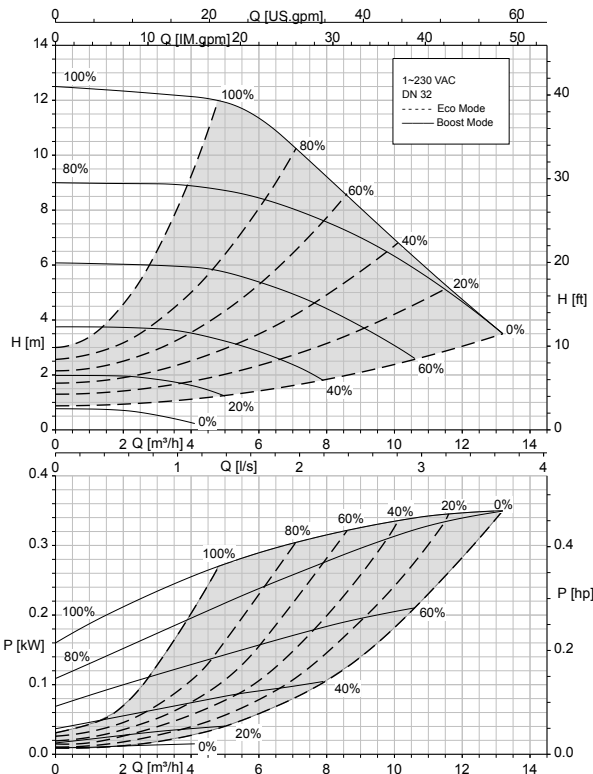 Q [US.gpm]
0 20 40 60
Q [IM.gpm]
0 10 20 30 40 50
14
12
10
8
6
4
H [m]
2
0
40
30
20
H [ft]
10
0
1~230 VAC
DN 32
Eco Mode
Boost Mode
100%
100%
80%
80%
60%
40%
20%
0%
60%
40%
20%
0%
0 2 4 6 8 10 12 14
Q [m³/h]
0 1 2 3 4
Q [l/s]
0.4
0.3
0.2
P [kW]
0.1
0.0
0.4
P [hp]
0.2
0.0
100%
80%
60%
40%
20%
0%
100%
80%
60%
40%
20%
0%
0 2 4 6 8 10 12 14
Q [m³/h]